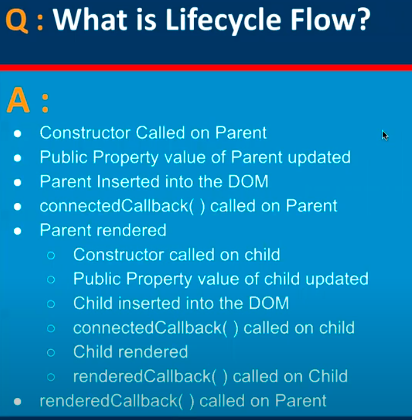 Q : What is Lifecycle Flow?
A :
● Constructor Called on Parent
● Public Property value of Parent updated
● Parent Inserted into the DOM
● connectedCallback( ) called on Parent
● Parent rendered
○ Constructor called on child
○ Public Property value of child updated
○ Child inserted into the DOM
○ connectedCallback( ) called on child
○ Child rendered
○ renderedCallback( ) called on Child
● renderedCallback( ) called on Parent